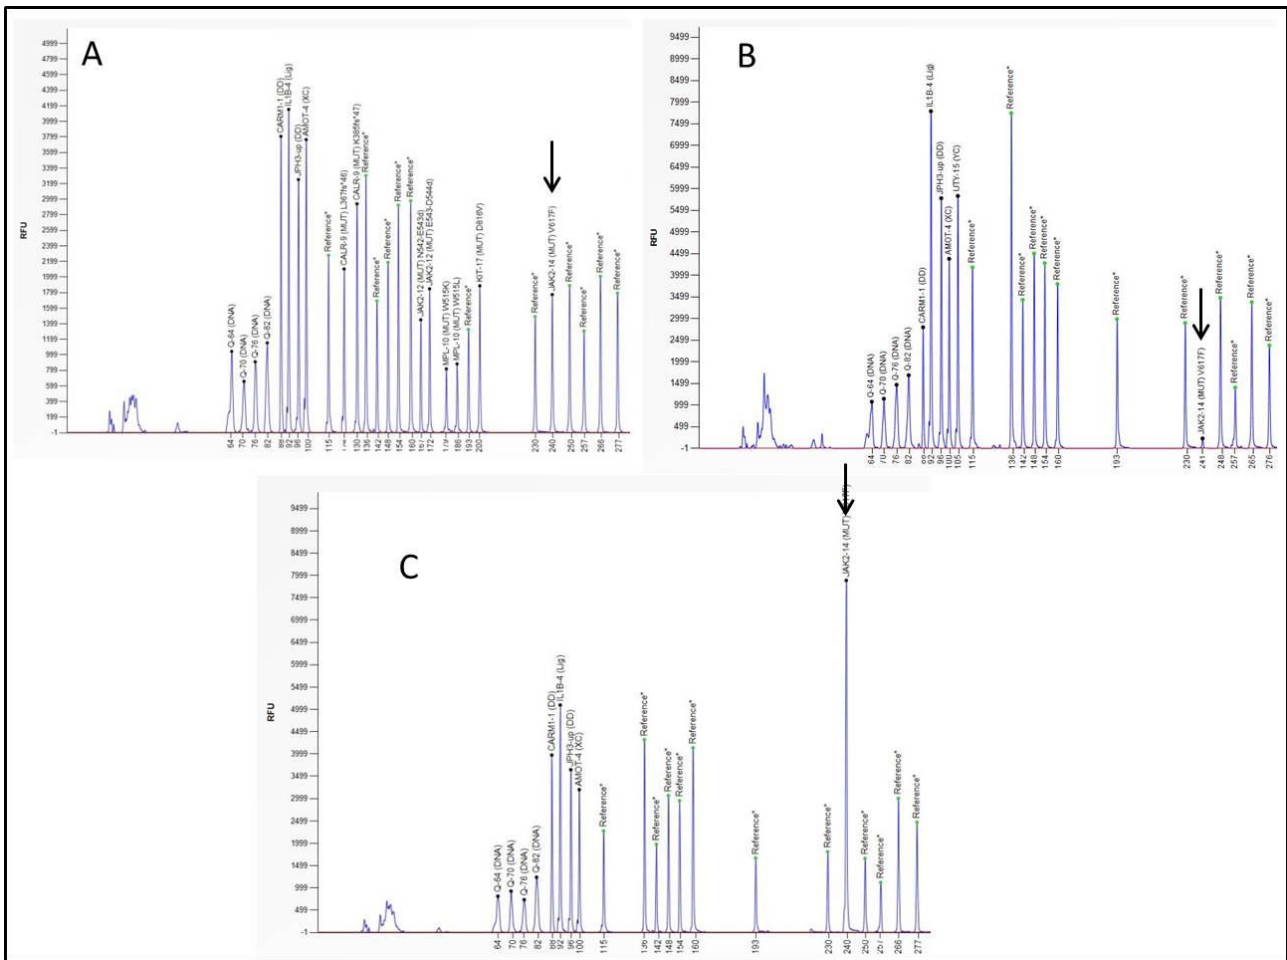 A
RFU
4999
4799
4599
4399
4199
3999
3799
3599
3399
3199
2999
2799
2599
2399
2199
1999
1799
1599
1399
1199
999
799
599
399
199
-1
Q-64 (DNA)
Q-70 (DNA)
Q-76 (DNA)
Q-82 (DNA)
CARM1-1 (DD)
IL1B-4 (Lig)
JPH3-up (DD)
AMOT-4 (XC)
Reference*
CALR-9 (MUT) L367fs*46)
CALR-9 (MUT) K385fs*47)
Reference*
Reference*
Reference*
Reference*
Reference*
JAK2-12 (MUT) N542-E543d)
JAK2-12 (MUT) E543-D544d)
MPL-10 (MUT) W515K)
MPL-10 (MUT) W515L)
Reference*
KIT-17 (MUT) D816V)
Reference*
JAK2-14 (MUT) V617F)
Reference*
Reference*
Reference*
Reference*
64 70 76 82 88 92 96 100 115 130 136 142 148 154 160 167 172 179 186 193 200 230 240 250 257 266 277
B
RFU
9499
8999
8499
7999
7499
6999
6499
5999
5499
4999
4499
3999
3499
2999
2499
1999
1499
999
499
-1
Q-64 (DNA)
Q-70 (DNA)
Q-76 (DNA)
Q-82 (DNA)
CARM1-1 (DD)
IL1B-4 (Lig)
JPH3-up (DD)
AMOT-4 (XC)
UTY-15 (YC)
Reference*
Reference*
Reference*
Reference*
Reference*
Reference*
Reference*
Reference*
JAK2-14 (MUT) V617F)
Reference*
Reference*
Reference*
Reference*
64 70 76 82 88 92 96 100 105 115 136 142 148 154 160 193 230 241 248 257 265 276
C
RFU
9499
8999
8499
7999
7499
6999
6499
5999
5499
4999
4499
3999
3499
2999
2499
1999
1499
999
499
-1
Q-64 (DNA)
Q-70 (DNA)
Q-76 (DNA)
Q-82 (DNA)
CARM1-1 (DD)
IL1B-4 (Lig)
JPH3-up (DD)
AMOT-4 (XC)
Reference*
Reference*
Reference*
Reference*
Reference*
Reference*
Reference*
Reference*
JAK2-14 (MUT)
Reference*
Reference*
Reference*
Reference*
64 70 76 82 88 92 96 100 115 136 142 148 154 160 193 230 240 250 257 266 277